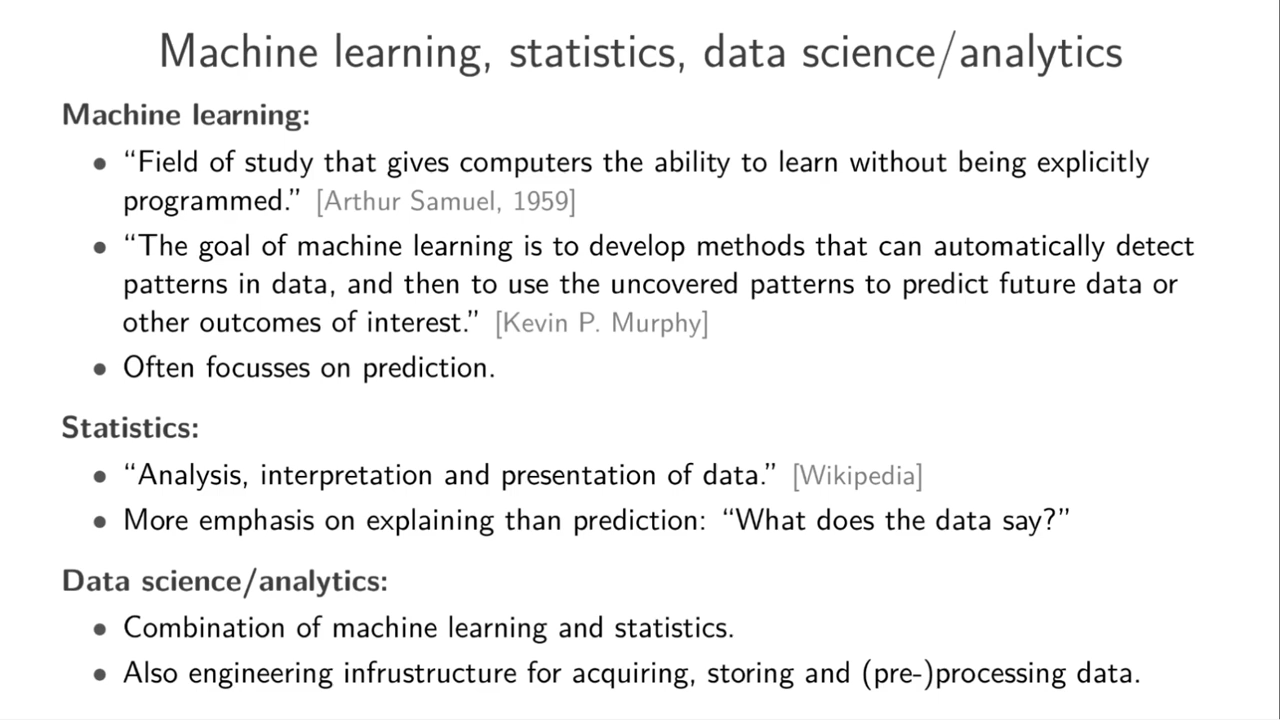 Machine learning, statistics, data science/analytics
Machine learning:
• “Field of study that gives computers the ability to learn without being explicitly
programmed.” [Arthur Samuel, 1959]
• “The goal of machine learning is to develop methods that can automatically detect
patterns in data, and then to use the uncovered patterns to predict future data or
other outcomes of interest.” [Kevin P. Murphy]
• Often focusses on prediction.
Statistics:
• “Analysis, interpretation and presentation of data.” [Wikipedia]
• More emphasis on explaining than prediction: “What does the data say?”
Data science/analytics:
• Combination of machine learning and statistics.
• Also engineering infrustructure for acquiring, storing and (pre-)processing data.